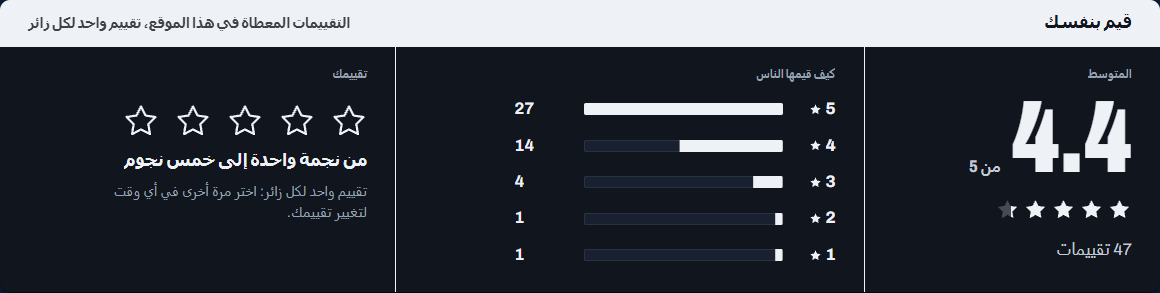 قيم بنفسك
التقييمات المعطاة في هذا الموقع، تقييم واحد لكل زائر
المتوسط
4.4
من 5
47 تقييمات
كيف قيمها الناس
5 ★ 27
4 ★ 14
3 ★ 4
2 ★ 1
1 ★ 1
تقييمك
من نجمة واحدة إلى خمس نجوم
تقييم واحد لكل زائر: اختر مرة أخرى في أي وقت
لتغيير تقييمك.